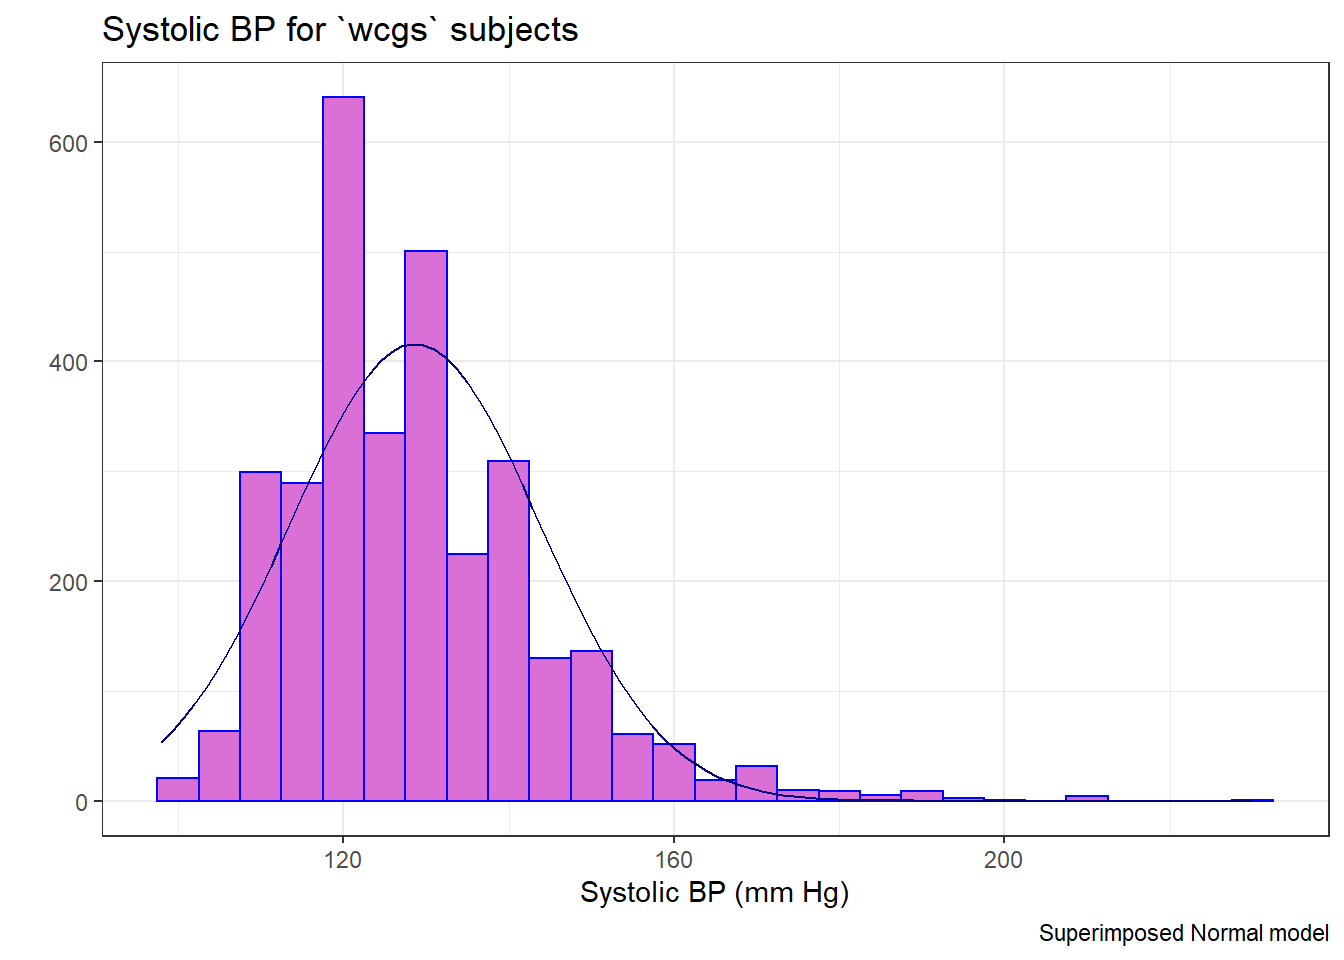 Systolic BP for `wcgs` subjects
600
400
200
0
120 160 200
Systolic BP (mm Hg)
Superimposed Normal model